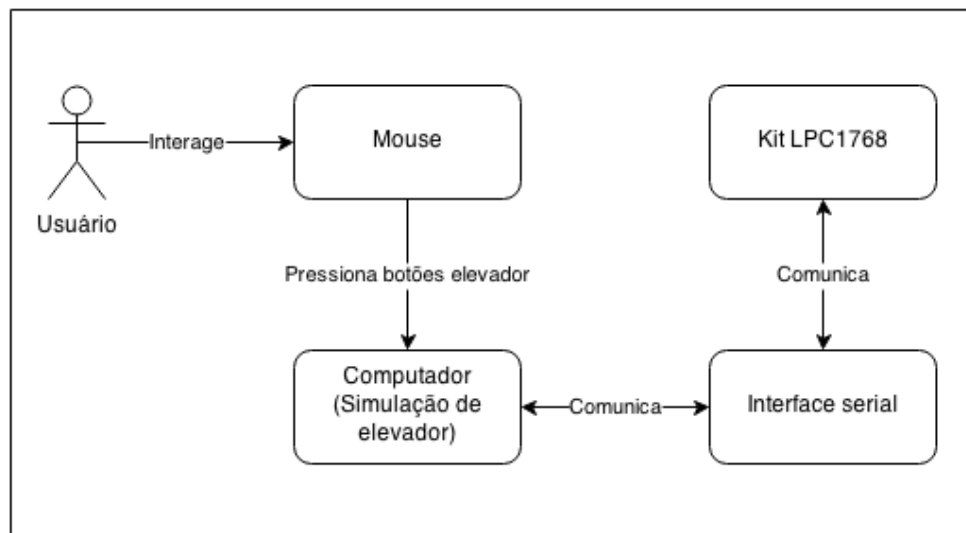 Interage
Mouse
Kit LPC1768
Usuário
Pressiona botões elevador
Comunica
Computador
(Simulação de
elevador)
Comunica
Interface serial